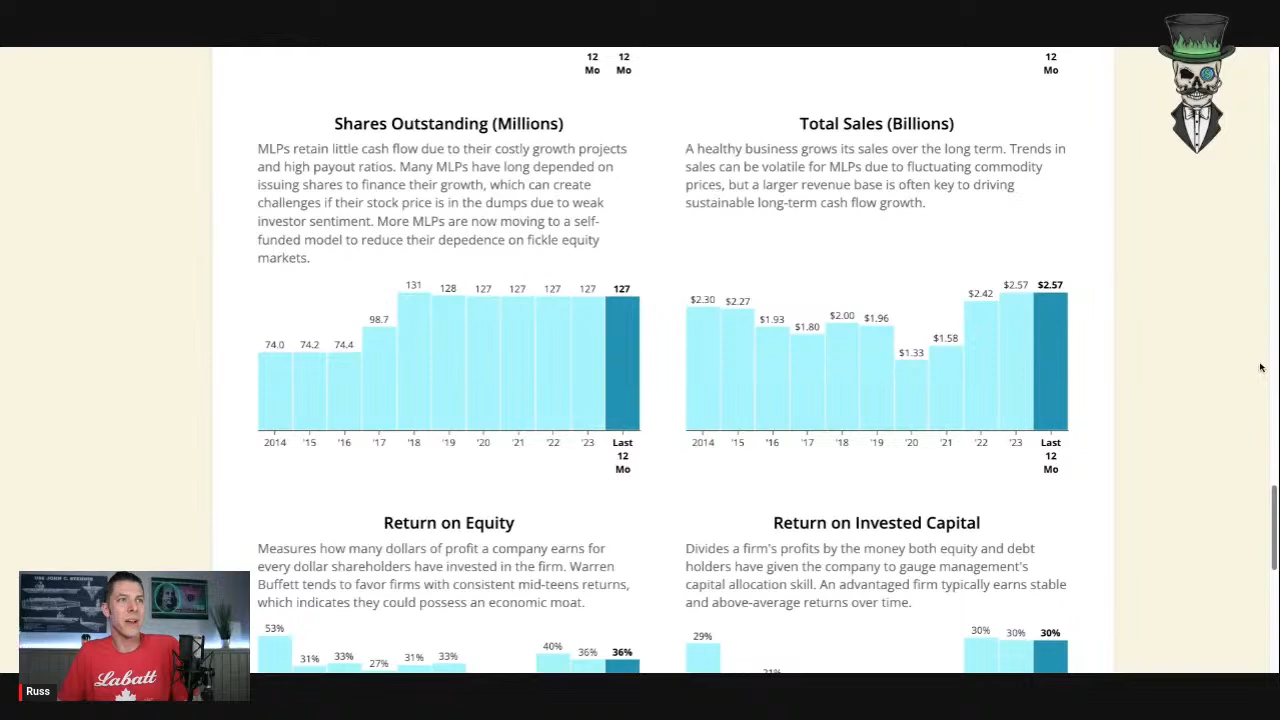 12 12
Mo Mo
12
Mo
Shares Outstanding (Millions)
MLPs retain little cash flow due to their costly growth projects
and high payout ratios. Many MLPs have long depended on
issuing shares to finance their growth, which can create
challenges if their stock price is in the dumps due to weak
investor sentiment. More MLPs are now moving to a self-
funded model to reduce their depedence on fickle equity
markets.
74.0 74.2 74.4 98.7 131 128 127 127 127 127 127
2014 '15 '16 '17 '18 '19 '20 '21 '22 '23 Last
12
Mo
Total Sales (Billions)
A healthy business grows its sales over the long term. Trends in
sales can be volatile for MLPs due to fluctuating commodity
prices, but a larger revenue base is often key to driving
sustainable long-term cash flow growth.
$2.30 $2.27 $1.93 $1.80 $2.00 $1.96 $1.33 $1.58 $2.42 $2.57 $2.57
2014 '15 '16 '17 '18 '19 '20 '21 '22 '23 Last
12
Mo
Return on Equity
Measures how many dollars of profit a company earns for
every dollar shareholders have invested in the firm. Warren
Buffett tends to favor firms with consistent mid-teens returns,
which indicates they could possess an economic moat.
53% 31% 33% 27% 31% 33% 40% 36% 36%
Return on Invested Capital
Divides a firm's profits by the money both equity and debt
holders have given the company to gauge management's
capital allocation skill. An advantaged firm typically earns stable
and above-average returns over time.
29% 30% 30% 30%
Labatt
Russ